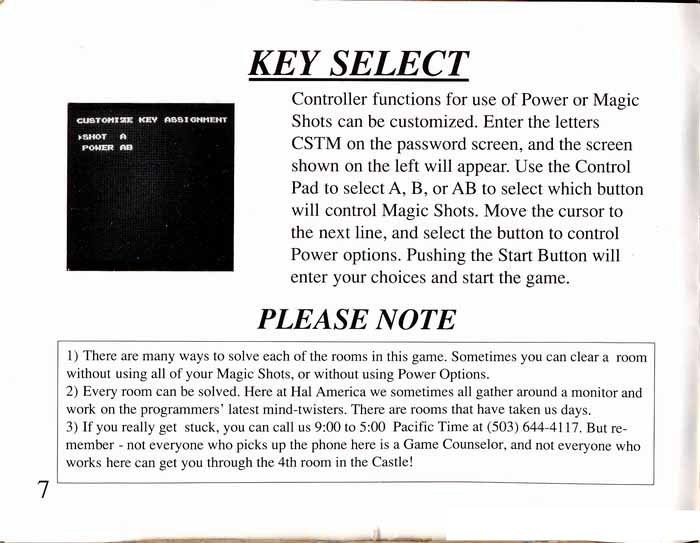 KEY SELECT
CUSTOMIZE KEY ASSIGNMENT
SHOT A
POWER AB
Controller functions for use of Power or Magic
Shots can be customized. Enter the letters
CSTM on the password screen, and the screen
shown on the left will appear. Use the Control
Pad to select A, B, or AB to select which button
will control Magic Shots. Move the cursor to
the next line, and select the button to control
Power options. Pushing the Start Button will
enter your choices and start the game.
PLEASE NOTE
1) There are many ways to solve each of the rooms in this game. Sometimes you can clear a room
without using all of your Magic Shots, or without using Power Options.
2) Every room can be solved. Here at Hal America we sometimes all gather around a monitor and
work on the programmers' latest mind-twisters. There are rooms that have taken us days.
3) If you really get stuck, you can call us 9:00 to 5:00 Pacific Time at (503) 644-4117. But re-
member - not everyone who picks up the phone here is a Game Counselor, and not everyone who
works here can get you through the 4th room in the Castle!
7